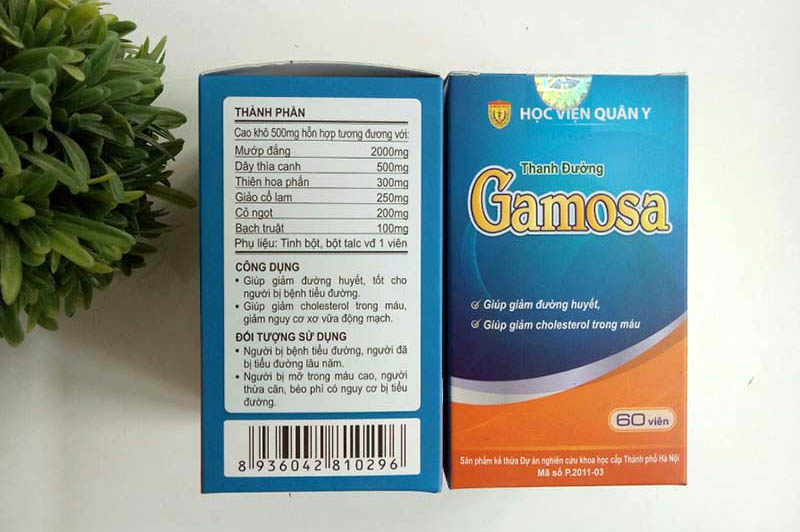 THÀNH PHẦN
Cao khô 500mg hỗn hợp tương đương với:
Mướp đắng 2000mg
Dây thìa canh 500mg
Thiên hoa phấn 300mg
Giảo cổ lam 250mg
Cỏ ngọt 200mg
Bạch truật 100mg
Phụ liệu: Tinh bột, bột talc vđ 1 viên
CÔNG DỤNG
• Giúp giảm đường huyết, tốt cho
người bị bệnh tiểu đường.
• Giúp giảm cholesterol trong máu,
giảm nguy cơ xơ vữa động mạch.
ĐỐI TƯỢNG SỬ DỤNG
• Người bị bệnh tiểu đường, người đã
bị tiểu đường lâu năm.
• Người bị mỡ trong máu cao, người
thừa cân, béo phì có nguy cơ bị tiểu
đường.
8 936042 810296
HỌC VIỆN QUÂN Y
Thanh Đường
Gamosa
Giúp giảm đường huyết,
Giúp giảm cholesterol trong máu
60 viên
Sản phẩm kế thừa Dự án nghiên cứu khoa học cấp Thành phố Hà Nội
Mã số P.2011-03